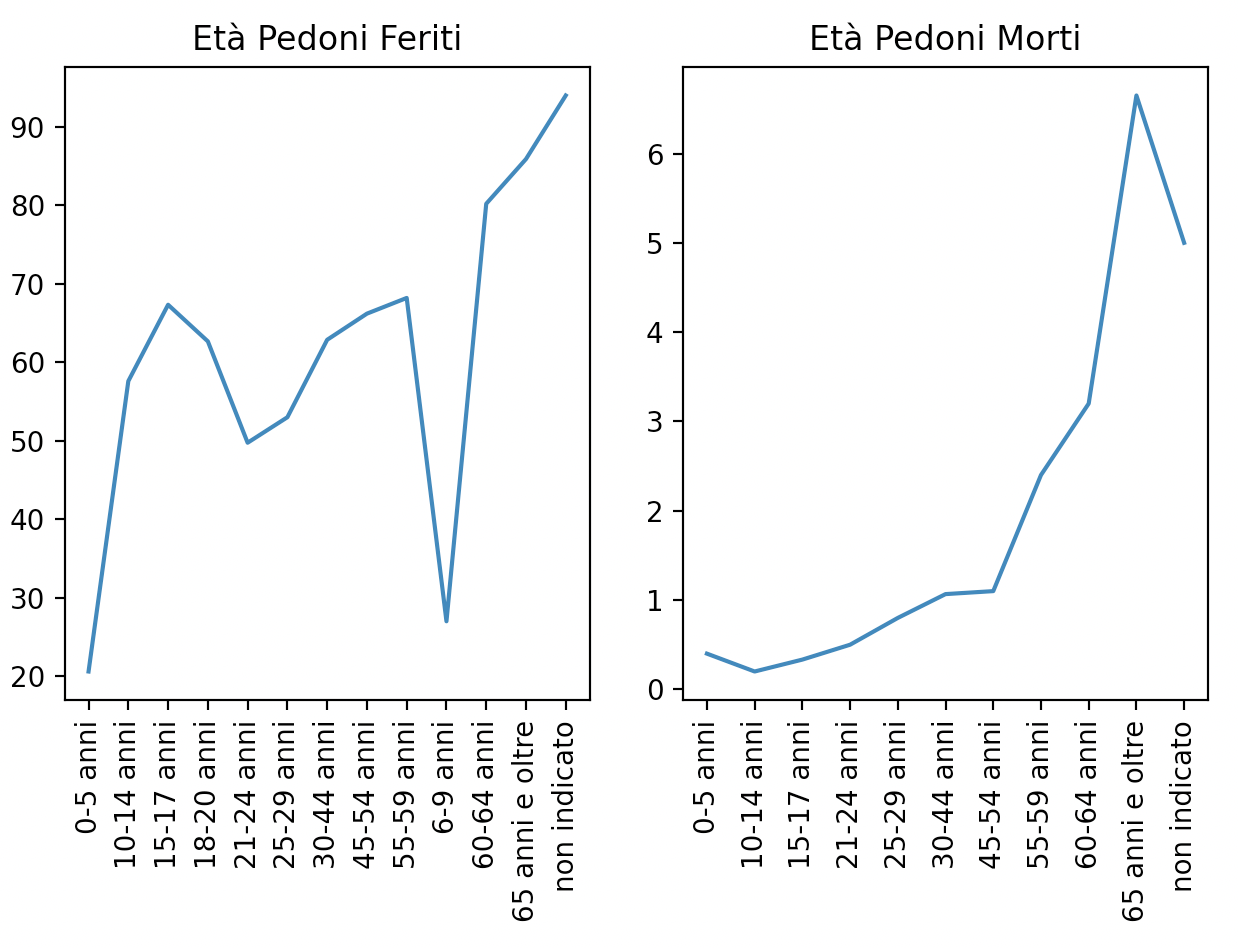 Età Pedoni Feriti
90
80
70
60
50
40
30
20
0-5 anni
10-14 anni
15-17 anni
18-20 anni
21-24 anni
25-29 anni
30-44 anni
45-54 anni
55-59 anni
6-9 anni
60-64 anni
65 anni e oltre
non indicato
Età Pedoni Morti
6
5
4
3
2
1
0
0-5 anni
10-14 anni
15-17 anni
21-24 anni
25-29 anni
30-44 anni
45-54 anni
55-59 anni
60-64 anni
65 anni e oltre
non indicato